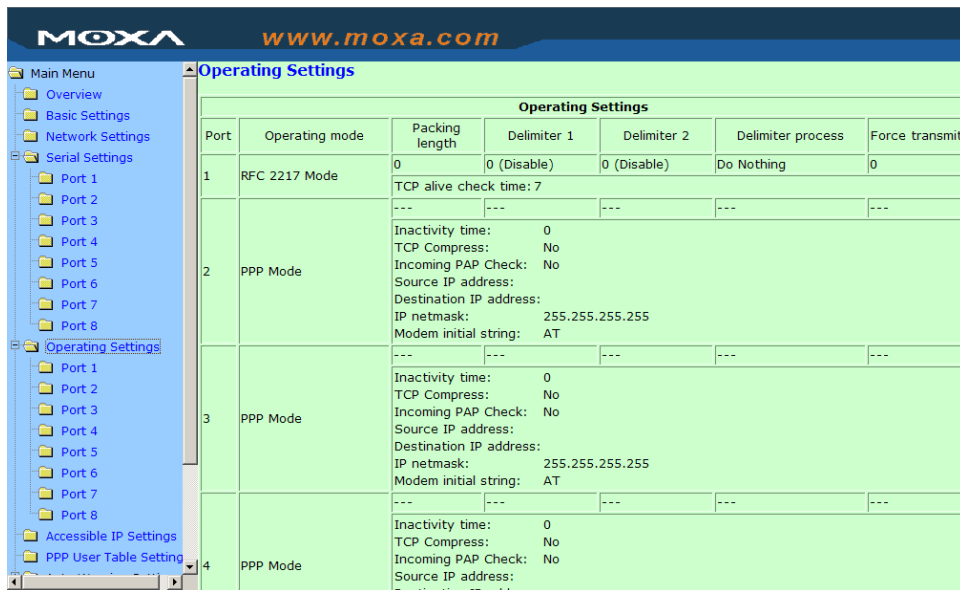 MOXA www.moxa.com
Main Menu
Overview
Basic Settings
Network Settings
Serial Settings
Port 1
Port 2
Port 3
Port 4
Port 5
Port 6
Port 7
Port 8
Operating Settings
Port 1
Port 2
Port 3
Port 4
Port 5
Port 6
Port 7
Port 8
Accessible IP Settings
PPP User Table Setting
Operating Settings
Operating Settings
Port Operating mode Packing length Delimiter 1 Delimiter 2 Delimiter process Force transmit
1 RFC 2217 Mode 0 0 (Disable) 0 (Disable) Do Nothing 0
TCP alive check time: 7
2 PPP Mode --- --- --- --- ---
Inactivity time: 0
TCP Compress: No
Incoming PAP Check: No
Source IP address:
Destination IP address:
IP netmask: 255.255.255.255
Modem initial string: AT
3 PPP Mode --- --- --- --- ---
Inactivity time: 0
TCP Compress: No
Incoming PAP Check: No
Source IP address:
Destination IP address:
IP netmask: 255.255.255.255
Modem initial string: AT
4 PPP Mode --- --- --- --- ---
Inactivity time: 0
TCP Compress: No
Incoming PAP Check: No
Source IP address: